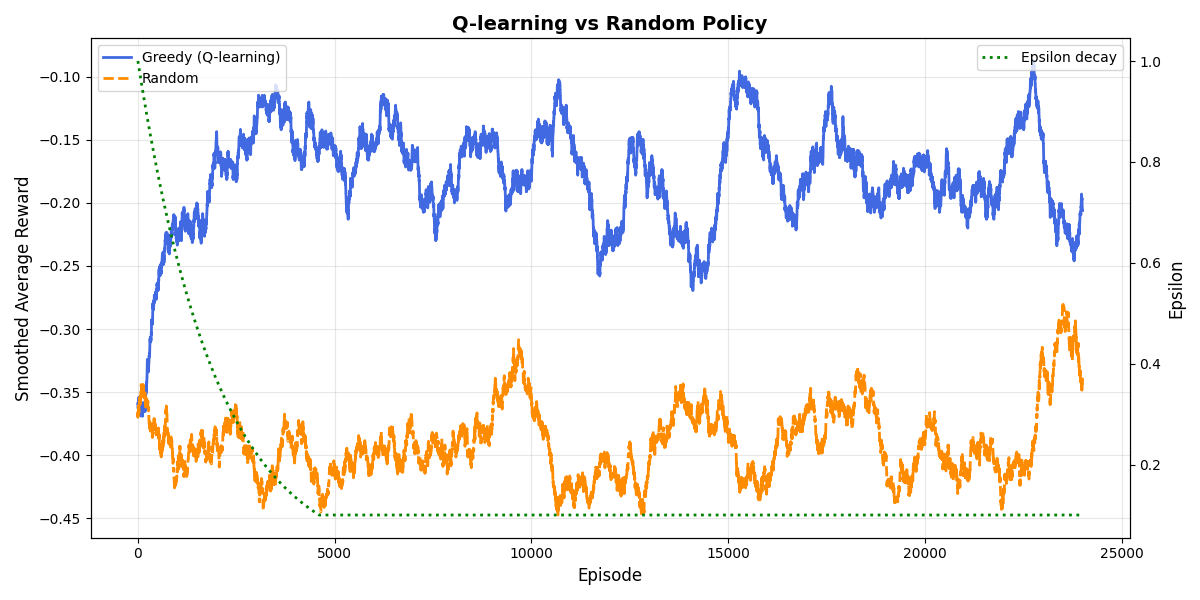 Q-learning vs Random Policy
Greedy (Q-learning)
Random
Epsilon decay
Smoothed Average Reward
−0.10
−0.15
−0.20
−0.25
−0.30
−0.35
−0.40
−0.45
1.0
0.8
0.6
0.4
0.2
Epsilon
0
5000
10000
15000
20000
25000
Episode